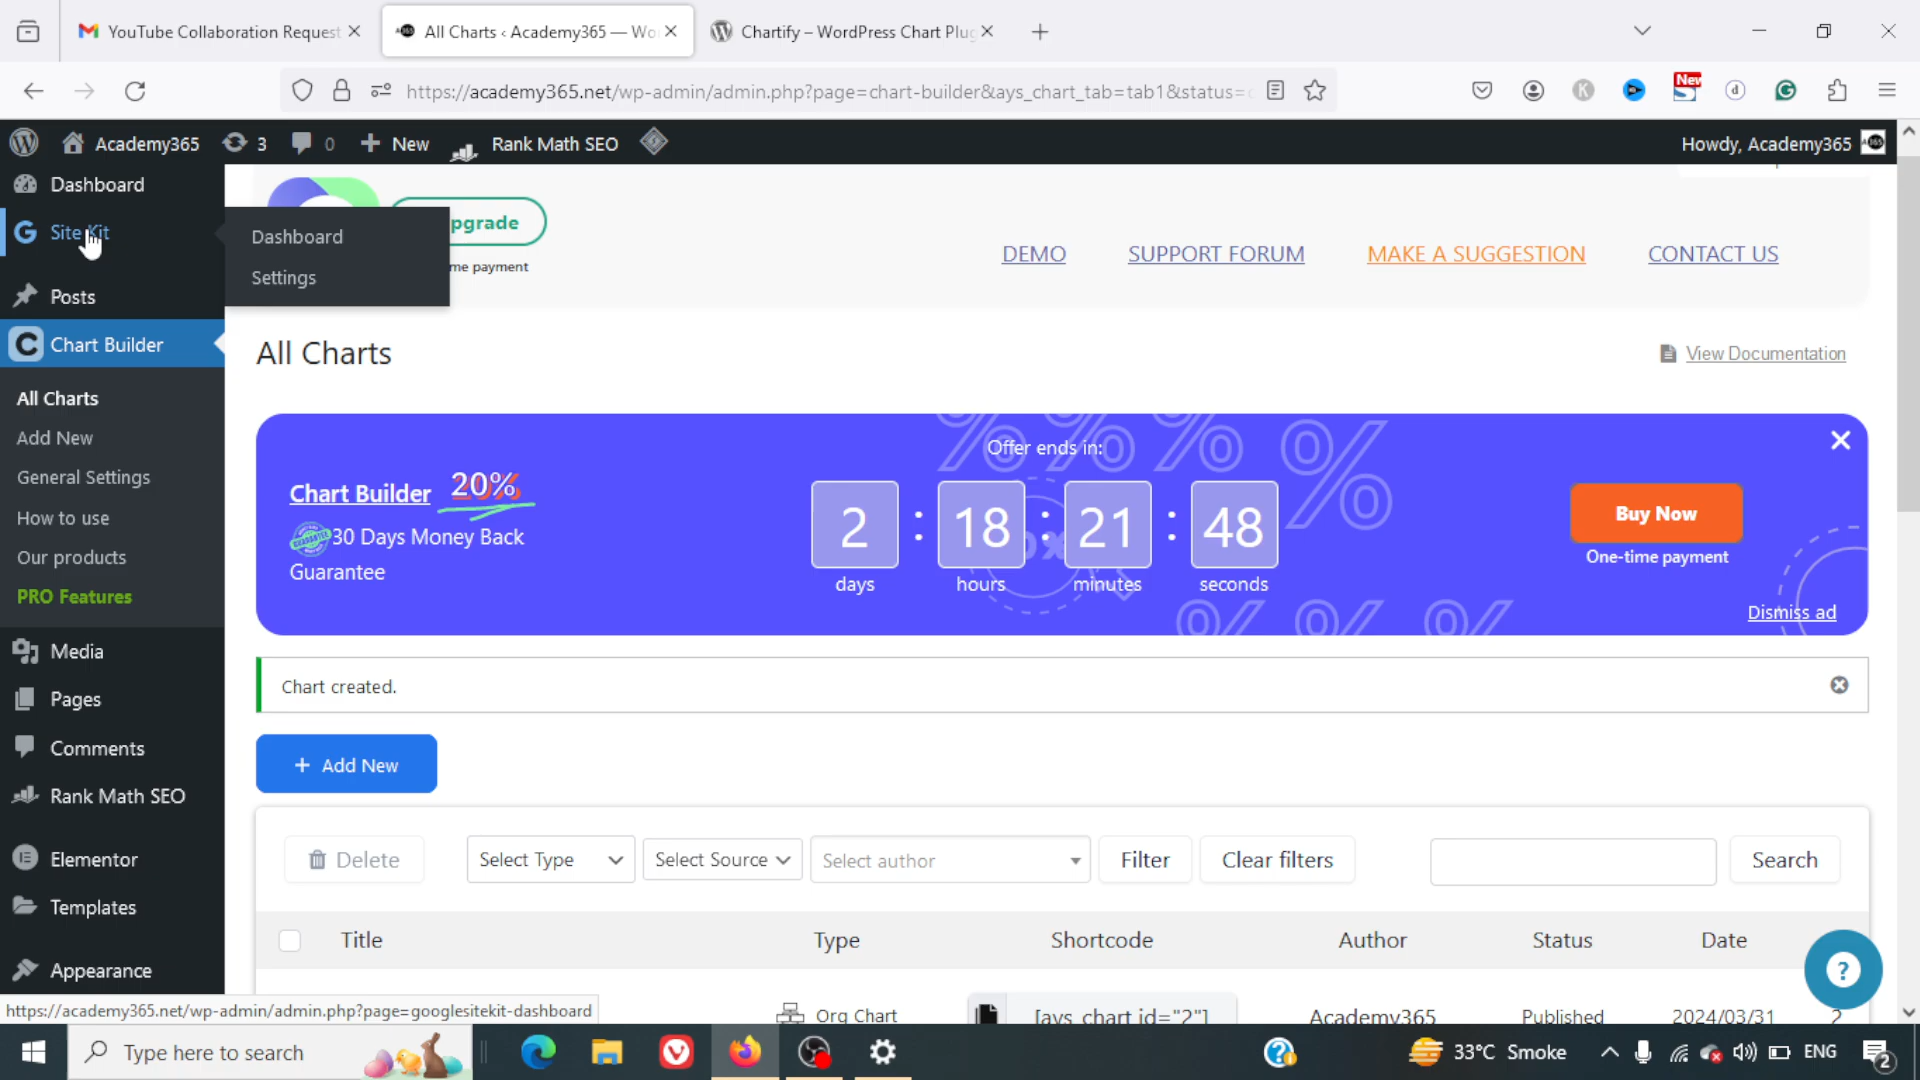 YouTube Collaboration Request
All Charts ‹ Academy365 — Wo
Chartify – WordPress Chart Plug
https://academy365.net/wp-admin/admin.php?page=chart-builder&ays_chart_tab=tab1&status=
New
Academy365
3
0
New
Rank Math SEO
Howdy, Academy365
Dashboard
Site Kit
Dashboard
Settings
pgrade
me payment
DEMO
SUPPORT FORUM
MAKE A SUGGESTION
CONTACT US
Posts
Chart Builder
All Charts
View Documentation
All Charts
Add New
General Settings
How to use
Our products
PRO Features
Offer ends in:
Chart Builder 20%
30 Days Money Back
Guarantee
2 : 18 : 21 : 48
days hours minutes seconds
Buy Now
One-time payment
Dismiss ad
Media
Pages
Comments
Rank Math SEO
Elementor
Templates
Appearance
Chart created.
+ Add New
Delete
Select Type
Select Source
Select author
Filter
Clear filters
Search
Title Type Shortcode Author Status Date
Org Chart [ays_chart id="2"] Academy365 Published 2024/03/31 2
https://academy365.net/wp-admin/admin.php?page=googlesitekit-dashboard
Type here to search
33°C Smoke
ENG
2